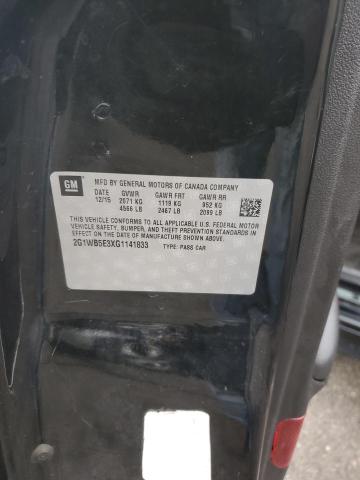 GM
MFD BY GENERAL MOTORS OF CANADA COMPANY
DATE GVWR GAWR FRT GAWR RR
12/15 2071 KG 1119 KG 952 KG
4566 LB 2467 LB 2099 LB
THIS VEHICLE CONFORMS TO ALL APPLICABLE U.S. FEDERAL MOTOR
VEHICLE SAFETY, BUMPER, AND THEFT PREVENTION STANDARDS IN
EFFECT ON THE DATE OF MANUFACTURE SHOWN ABOVE.
2G1WB5E3XG1141833 TYPE: PASS CAR